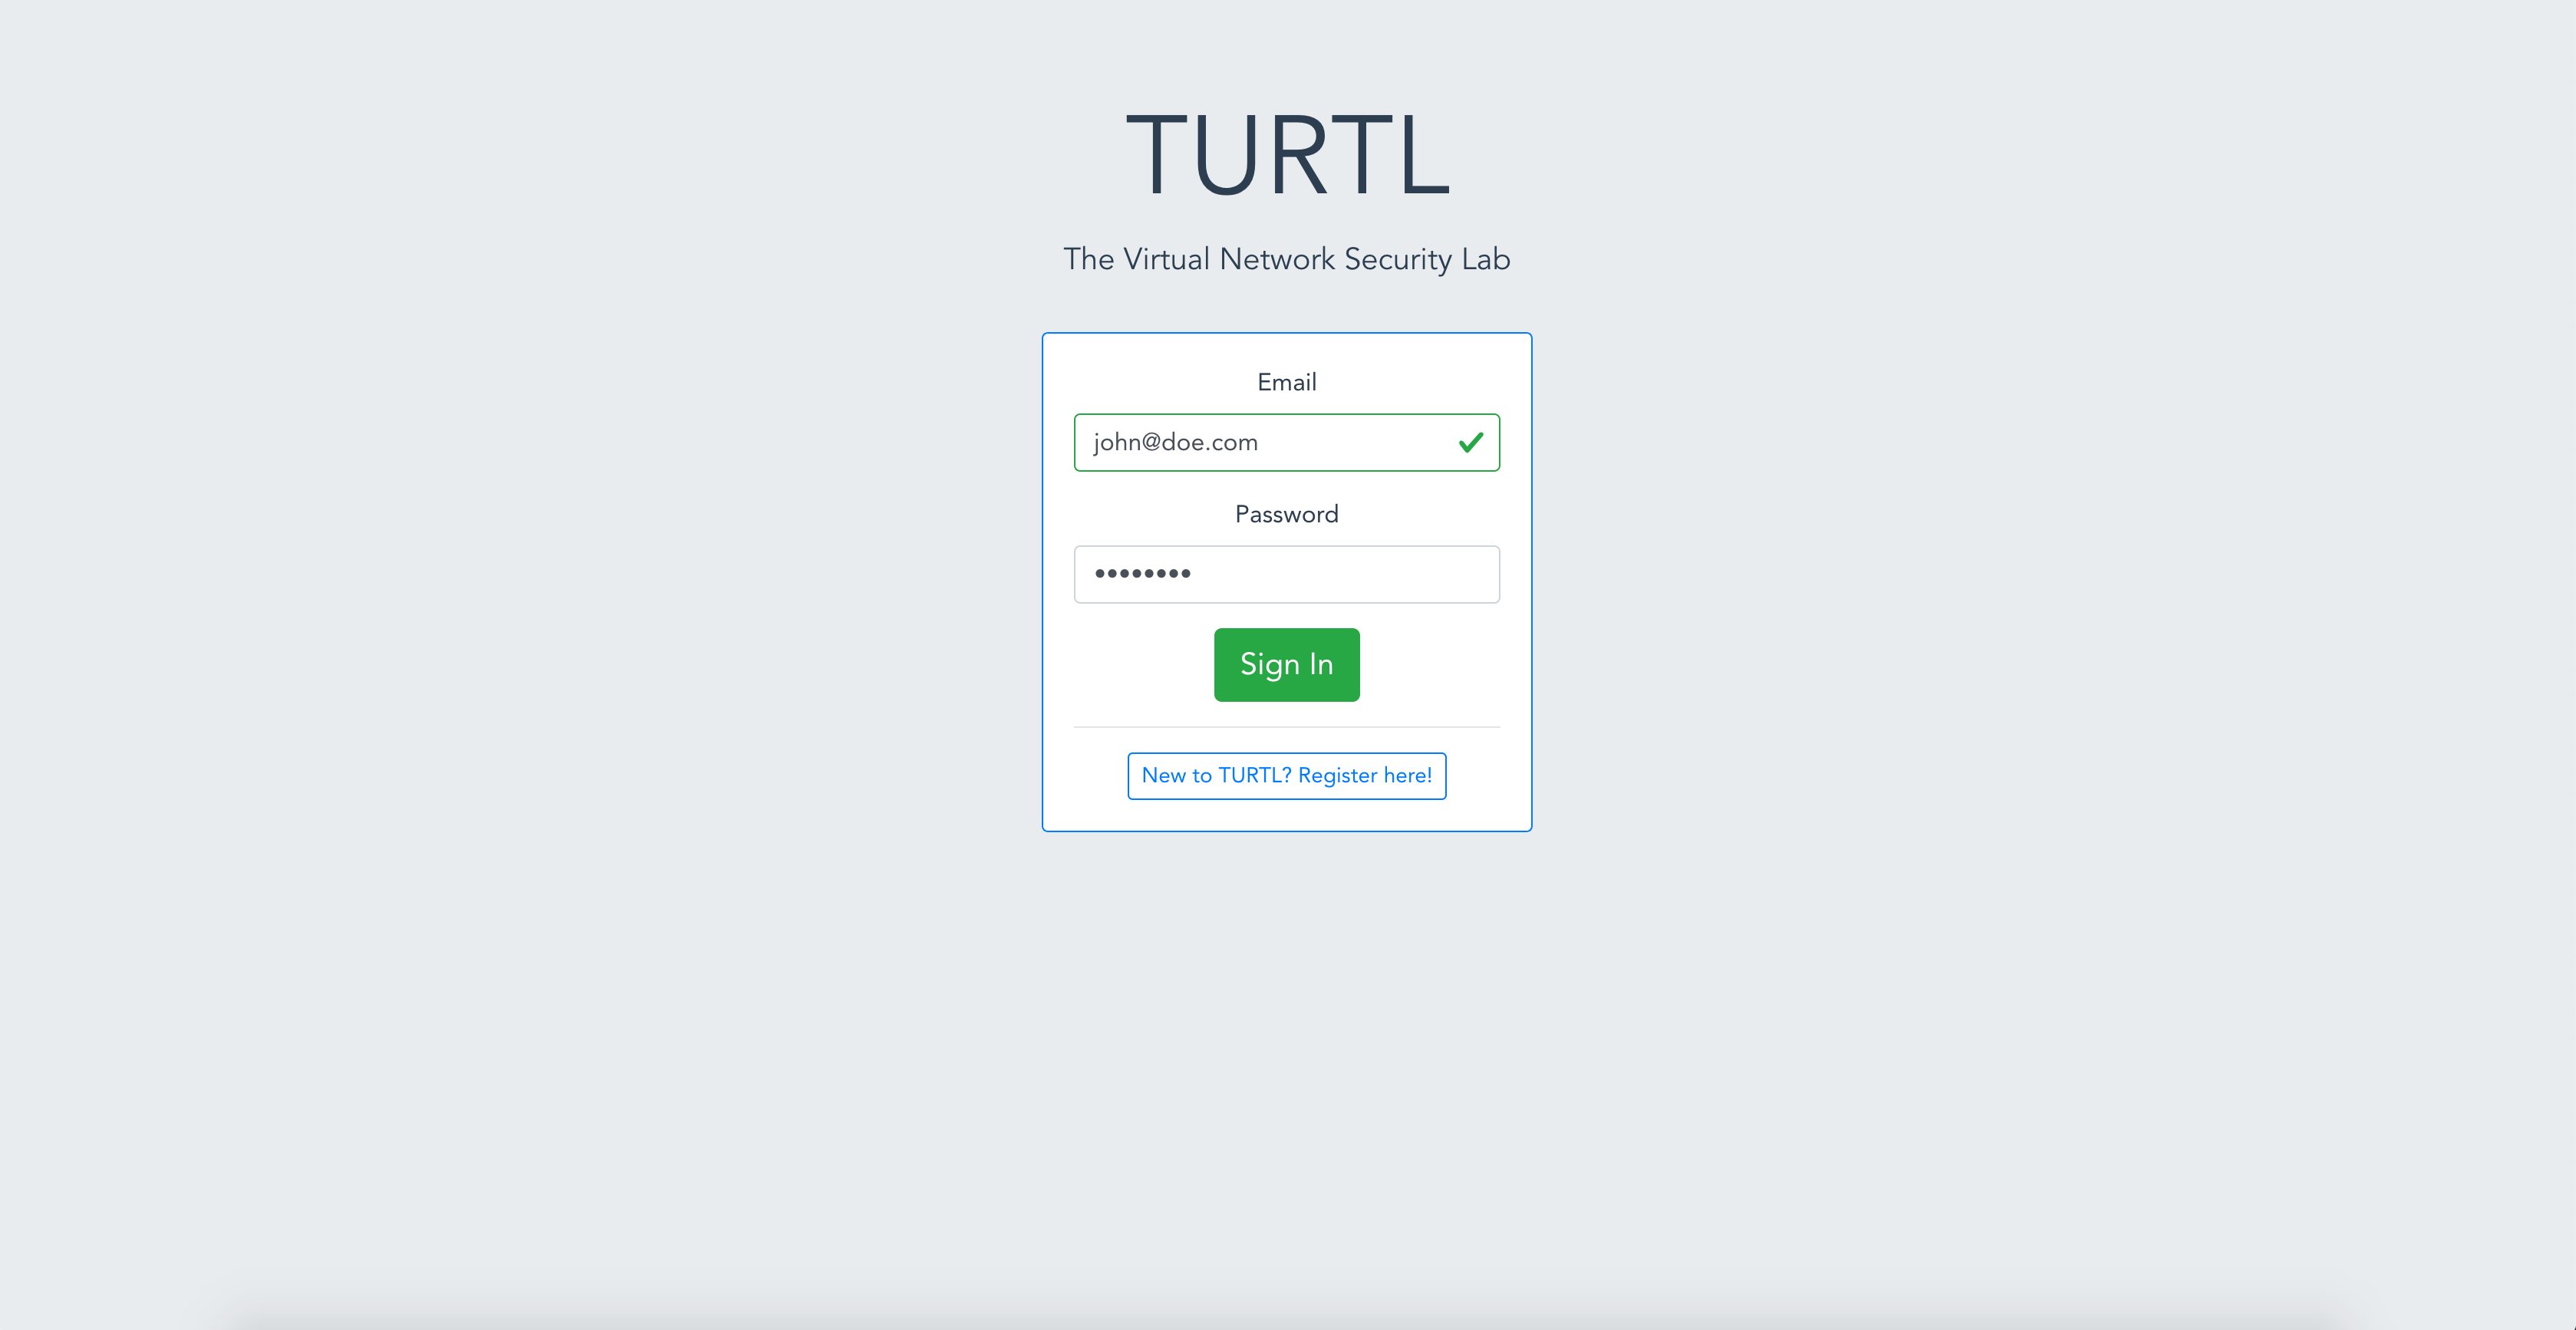 TURTL
The Virtual Network Security Lab
Email
john@doe.com
Password
••••••••
Sign In
New to TURTL? Register here!